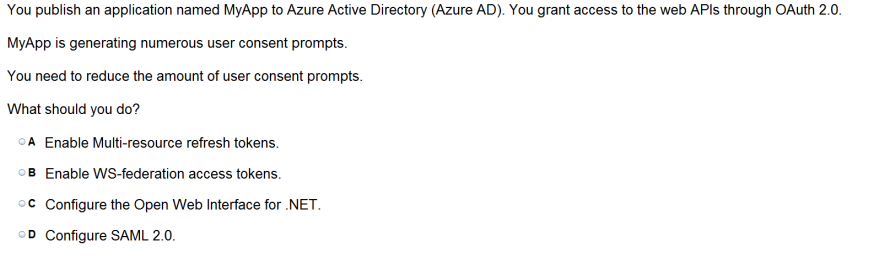 You publish an application named MyApp to Azure Active Directory (Azure AD). You grant access to the web APIs through OAuth 2.0.
MyApp is generating numerous user consent prompts.
You need to reduce the amount of user consent prompts.
What should you do?
A Enable Multi-resource refresh tokens.
B Enable WS-federation access tokens.
C Configure the Open Web Interface for .NET.
D Configure SAML 2.0.